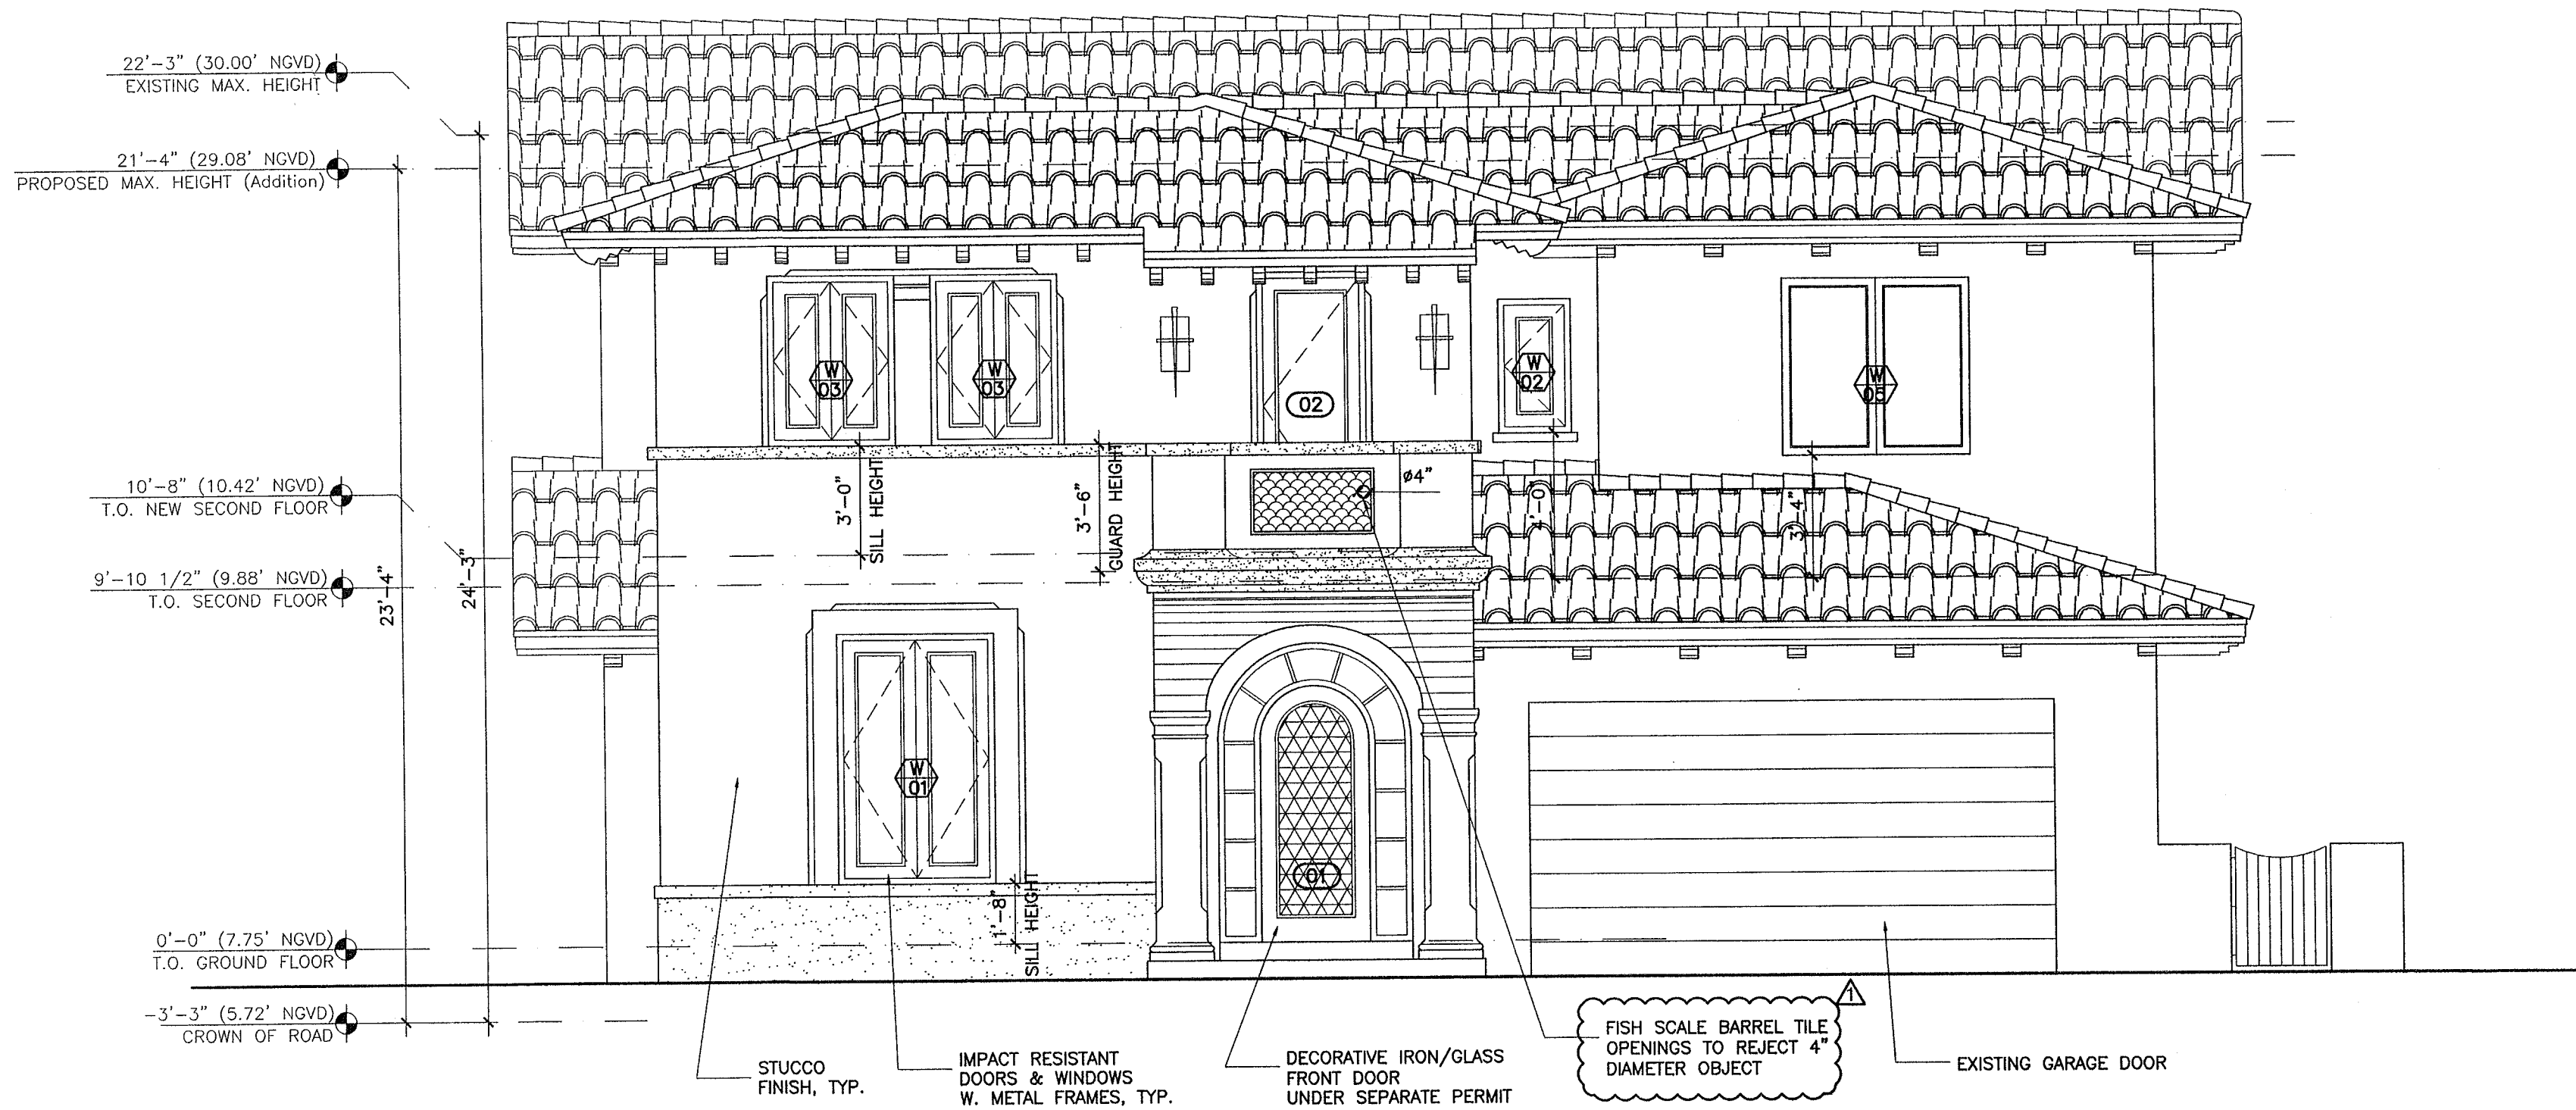 22'-3" (30.00' NGVD)
EXISTING MAX. HEIGHT
21'-4" (29.08' NGVD)
PROPOSED MAX. HEIGHT (Addition)
10'-8" (10.42' NGVD)
T.O. NEW SECOND FLOOR
9'-10 1/2" (9.88' NGVD)
T.O. SECOND FLOOR
0'-0" (7.75' NGVD)
T.O. GROUND FLOOR
-3'-3" (5.72' NGVD)
CROWN OF ROAD
23'-4"
24'-3"
W
03
W
03
02
W
02
W
05
3'-0"
SILL HEIGHT
3'-6"
GUARD HEIGHT
ø4"
4'-0"
3'-4"
W
01
01
1'-8"
SILL HEIGHT
STUCCO
FINISH, TYP.
IMPACT RESISTANT
DOORS & WINDOWS
W. METAL FRAMES, TYP.
DECORATIVE IRON/GLASS
FRONT DOOR
UNDER SEPARATE PERMIT
1
FISH SCALE BARREL TILE
OPENINGS TO REJECT 4"
DIAMETER OBJECT
EXISTING GARAGE DOOR